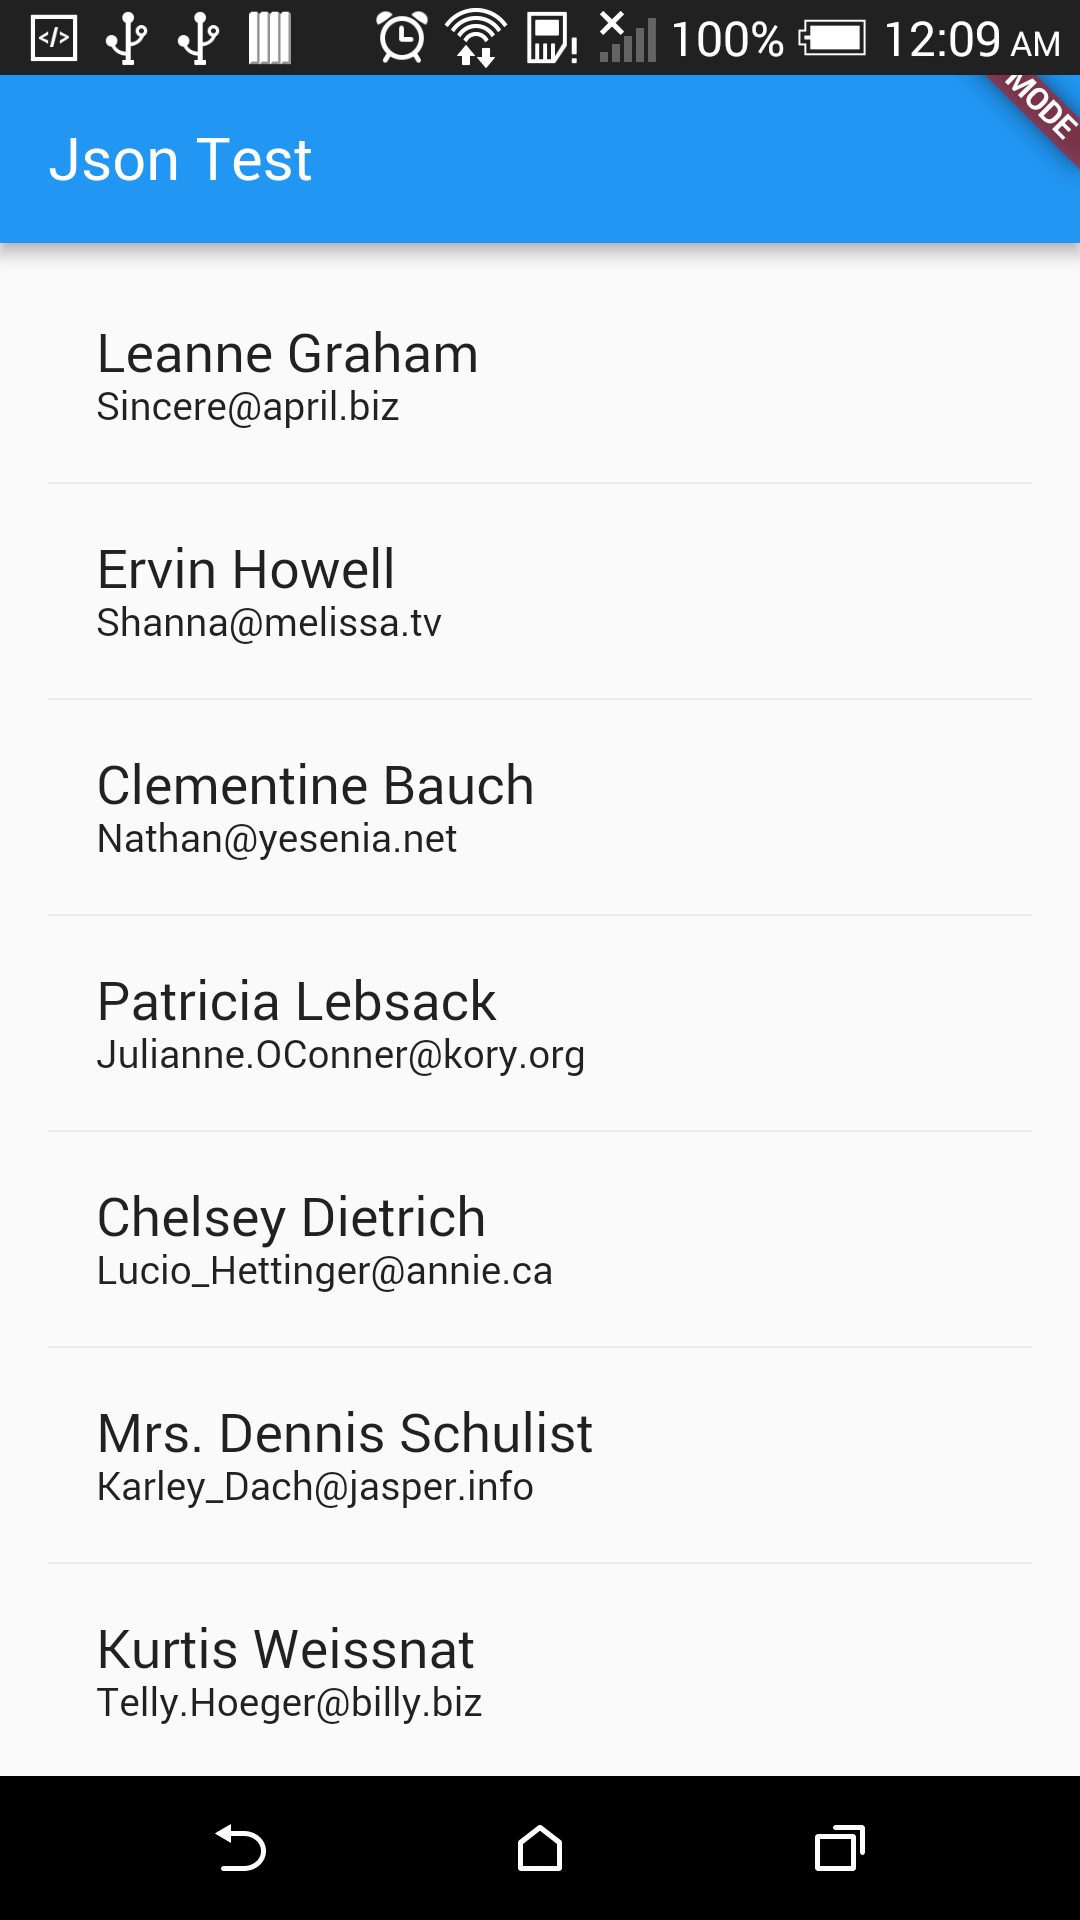 100% 12:09 AM
MODE
Json Test
Leanne Graham
Sincere@april.biz
Ervin Howell
Shanna@melissa.tv
Clementine Bauch
Nathan@yesenia.net
Patricia Lebsack
Julianne.OConner@kory.org
Chelsey Dietrich
Lucio_Hettinger@annie.ca
Mrs. Dennis Schulist
Karley_Dach@jasper.info
Kurtis Weissnat
Telly.Hoeger@billy.biz